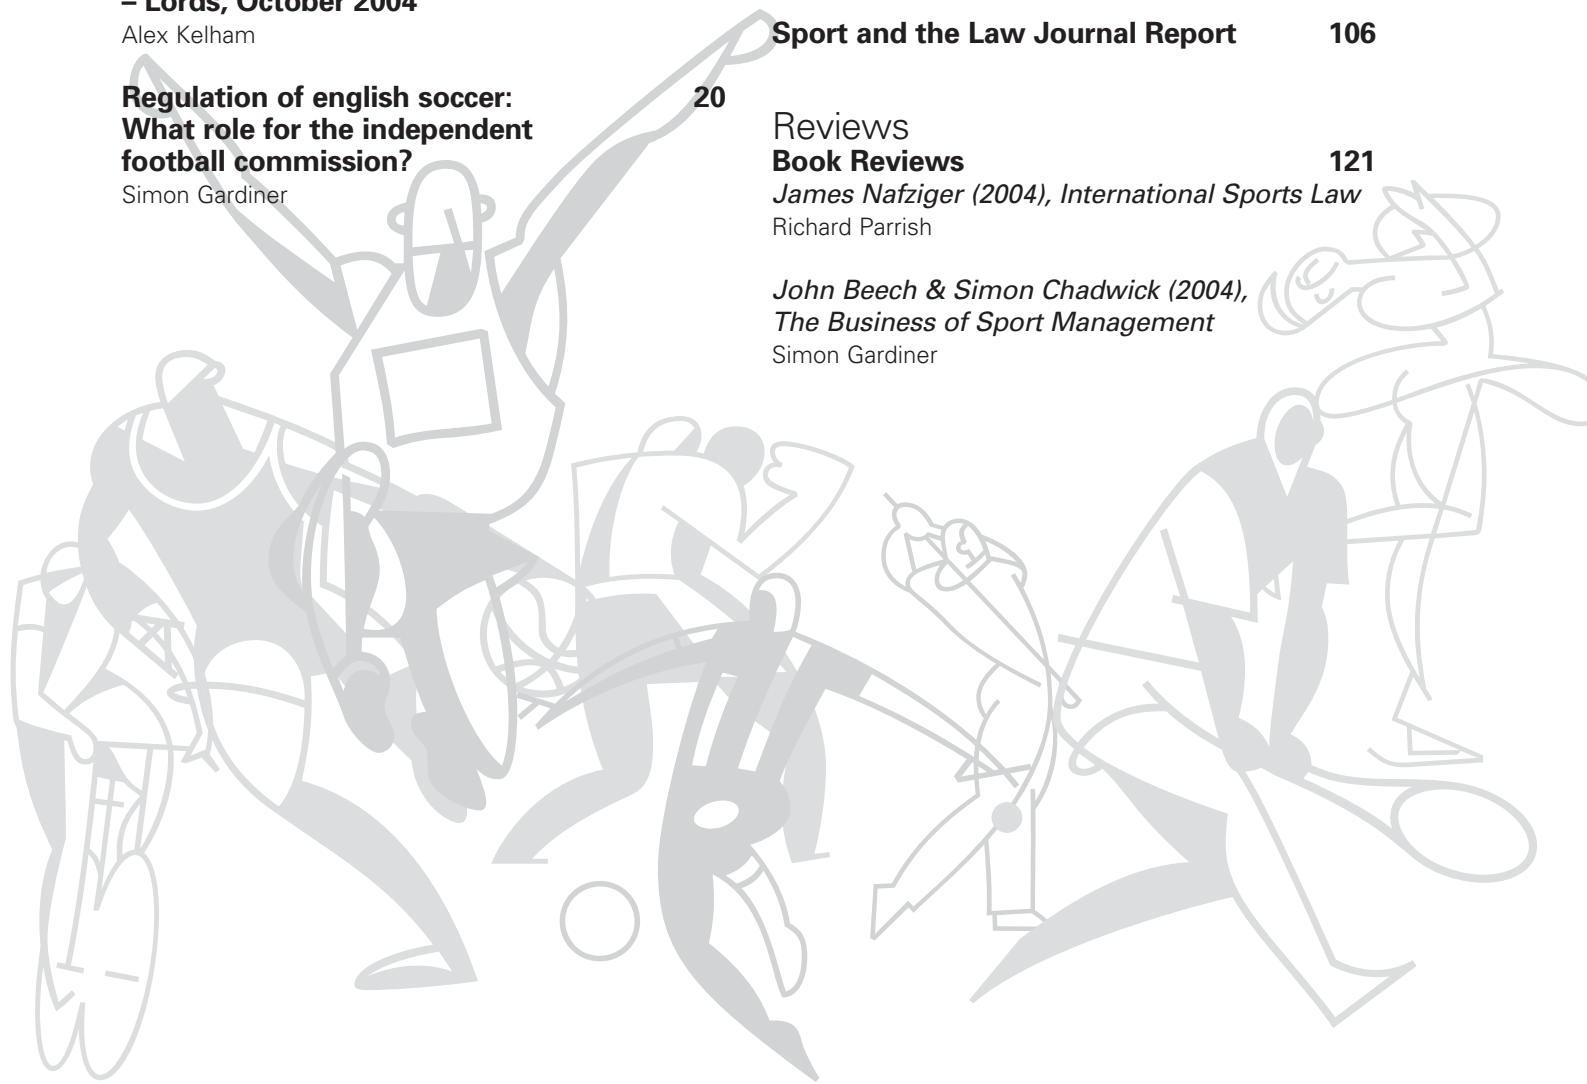 – Lords, October 2004
Alex Kelham
Regulation of english soccer: 20
What role for the independent
football commission?
Simon Gardiner
Sport and the Law Journal Report 106
Reviews
Book Reviews 121
James Nafziger (2004), International Sports Law
Richard Parrish
John Beech & Simon Chadwick (2004),
The Business of Sport Management
Simon Gardiner